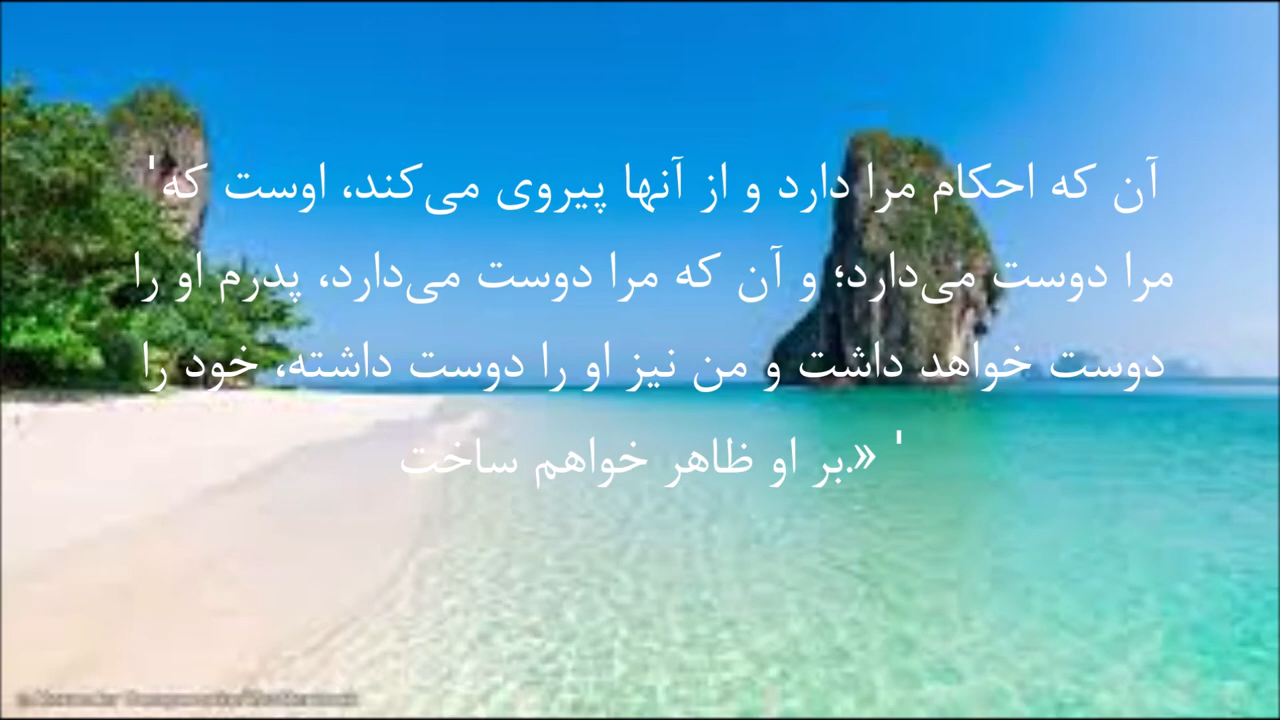 'آن که احکام مرا دارد و از آنها پیروی می‌کند، اوست که
مرا دوست می‌دارد؛ و آن که مرا دوست می‌دارد، پدرم او را
دوست خواهد داشت و من نیز او را دوست داشته، خود را
بر او ظاهر خواهم ساخت.» '